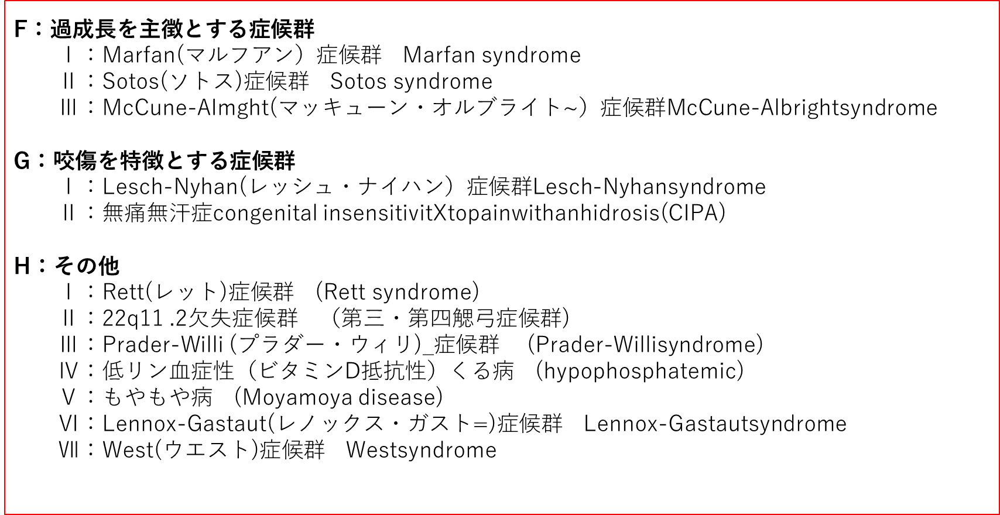 F：過成長を主徴とする症候群
Ⅰ：Marfan(マルフアン）症候群　Marfan syndrome
Ⅱ：Sotos(ソトス)症候群　Sotos syndrome
Ⅲ：McCune-Almght(マッキューン・オルブライト~）症候群McCune-Albrightsyndrome
G：咬傷を特徴とする症候群
Ⅰ：Lesch-Nyhan(レッシュ・ナイハン）症候群Lesch-Nyhansyndrome
Ⅱ：無痛無汗症congenital insensitivitXtopainwithanhidrosis(CIPA)
H：その他
Ⅰ：Rett(レット)症候群　(Rett syndrome)
Ⅱ：22q11 .2欠失症候群　（第三・第四鰓弓症候群)
Ⅲ：Prader-Willi (プラダー・ウィリ)_症候群　(Prader-Willisyndrome)
Ⅳ：低リン血症性（ビタミンD抵抗性）くる病　(hypophosphatemic)
Ⅴ：もやもや病　(Moyamoya disease)
Ⅵ：Lennox-Gastaut(レノックス・ガスト=)症候群　Lennox-Gastautsyndrome
Ⅶ：West(ウエスト)症候群　Westsyndrome